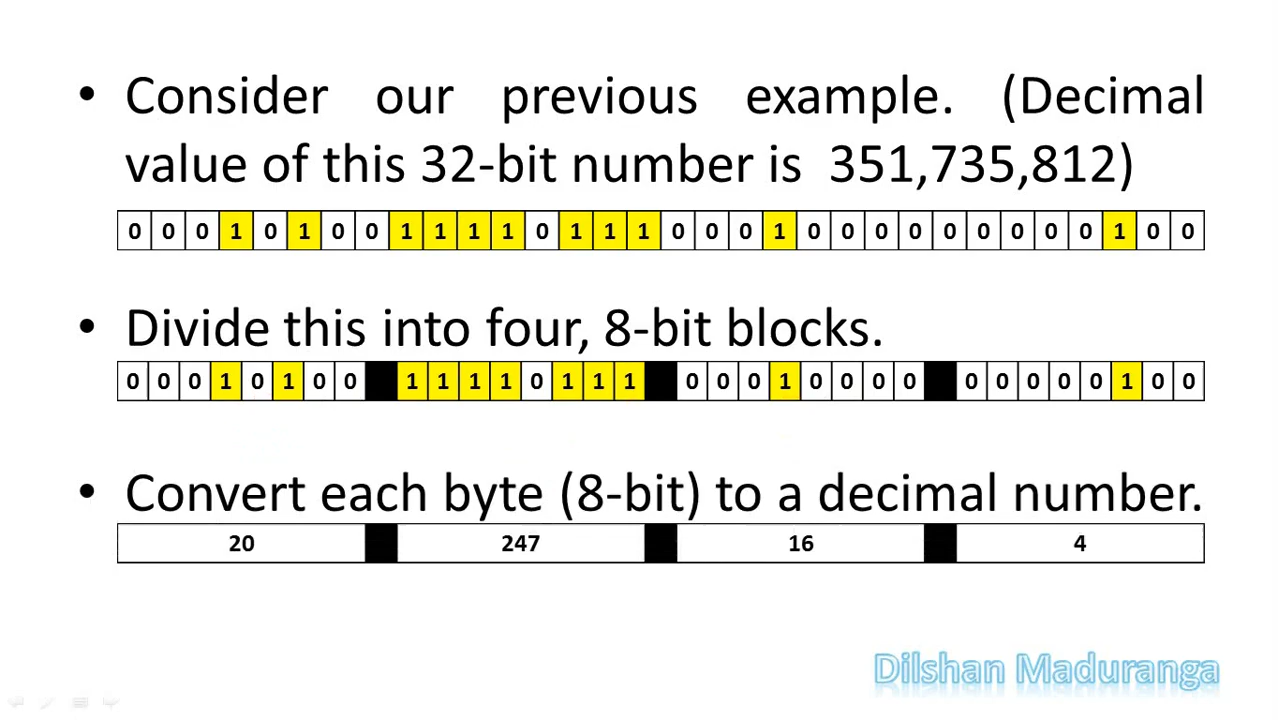 • Consider our previous example. (Decimal
value of this 32-bit number is 351,735,812)
0 0 0 1 0 1 0 0 1 1 1 1 0 1 1 1 0 0 0 1 0 0 0 0 0 0 0 0 0 1 0 0
• Divide this into four, 8-bit blocks.
0 0 0 1 0 1 0 0 1 1 1 1 0 1 1 1 0 0 0 1 0 0 0 0 0 0 0 0 0 1 0 0
• Convert each byte (8-bit) to a decimal number.
20 247 16 4
Dilshan Maduranga